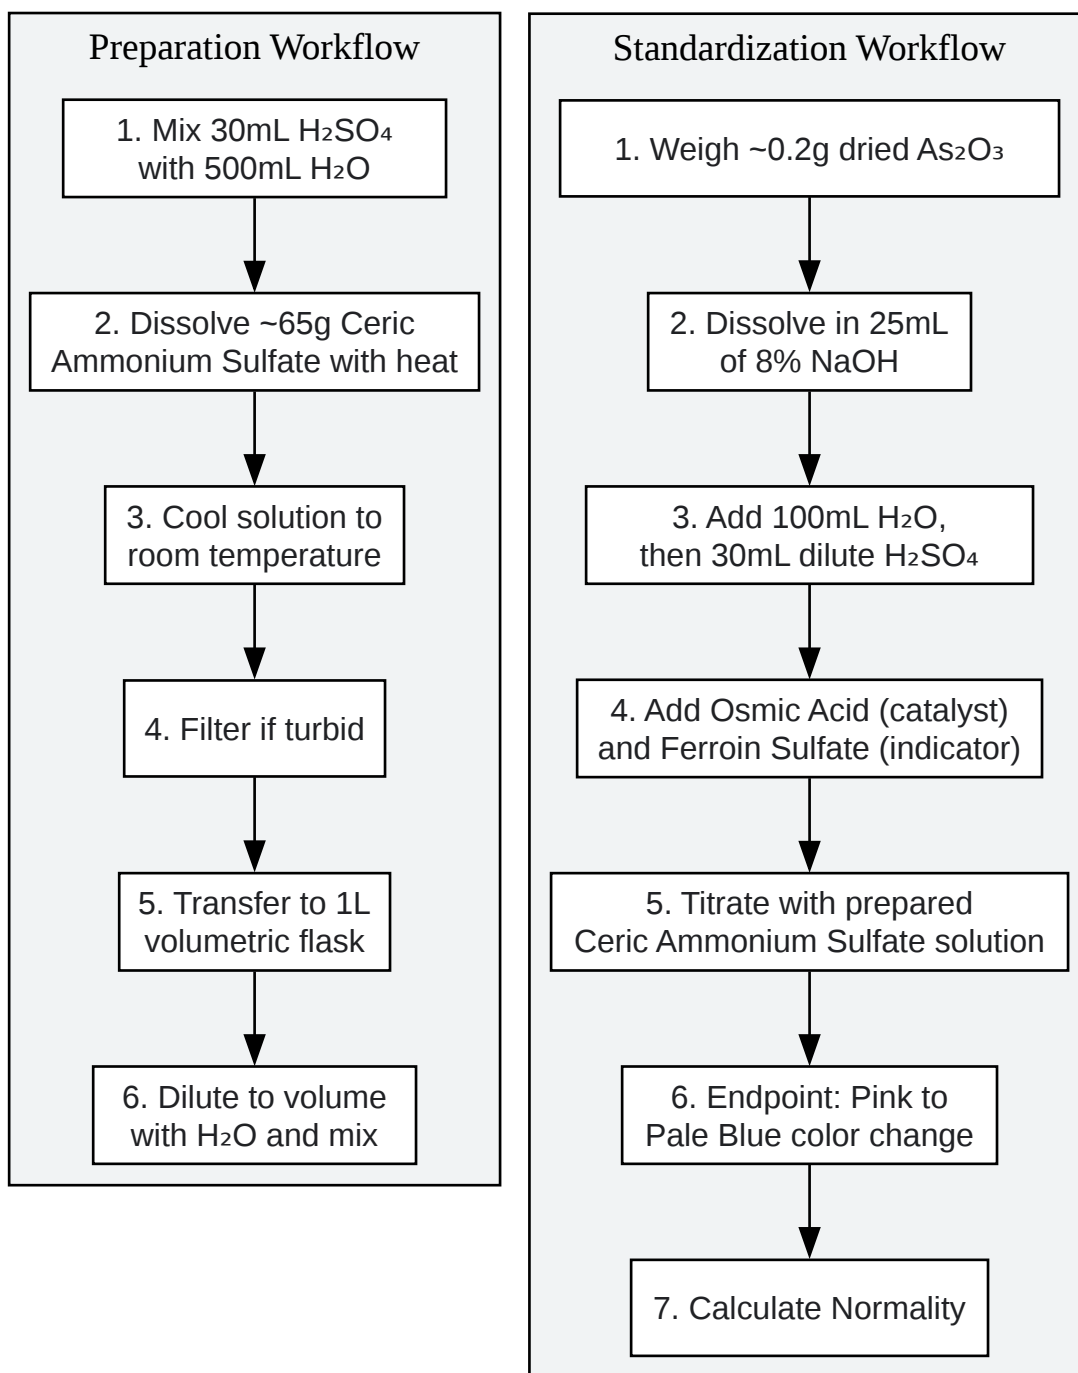 Preparation Workflow
1. Mix 30mL H₂SO₄
with 500mL H₂O
2. Dissolve ~65g Ceric
Ammonium Sulfate with heat
3. Cool solution to
room temperature
4. Filter if turbid
5. Transfer to 1L
volumetric flask
6. Dilute to volume
with H₂O and mix
Standardization Workflow
1. Weigh ~0.2g dried As₂O₃
2. Dissolve in 25mL
of 8% NaOH
3. Add 100mL H₂O,
then 30mL dilute H₂SO₄
4. Add Osmic Acid (catalyst)
and Ferroin Sulfate (indicator)
5. Titrate with prepared
Ceric Ammonium Sulfate solution
6. Endpoint: Pink to
Pale Blue color change
7. Calculate Normality